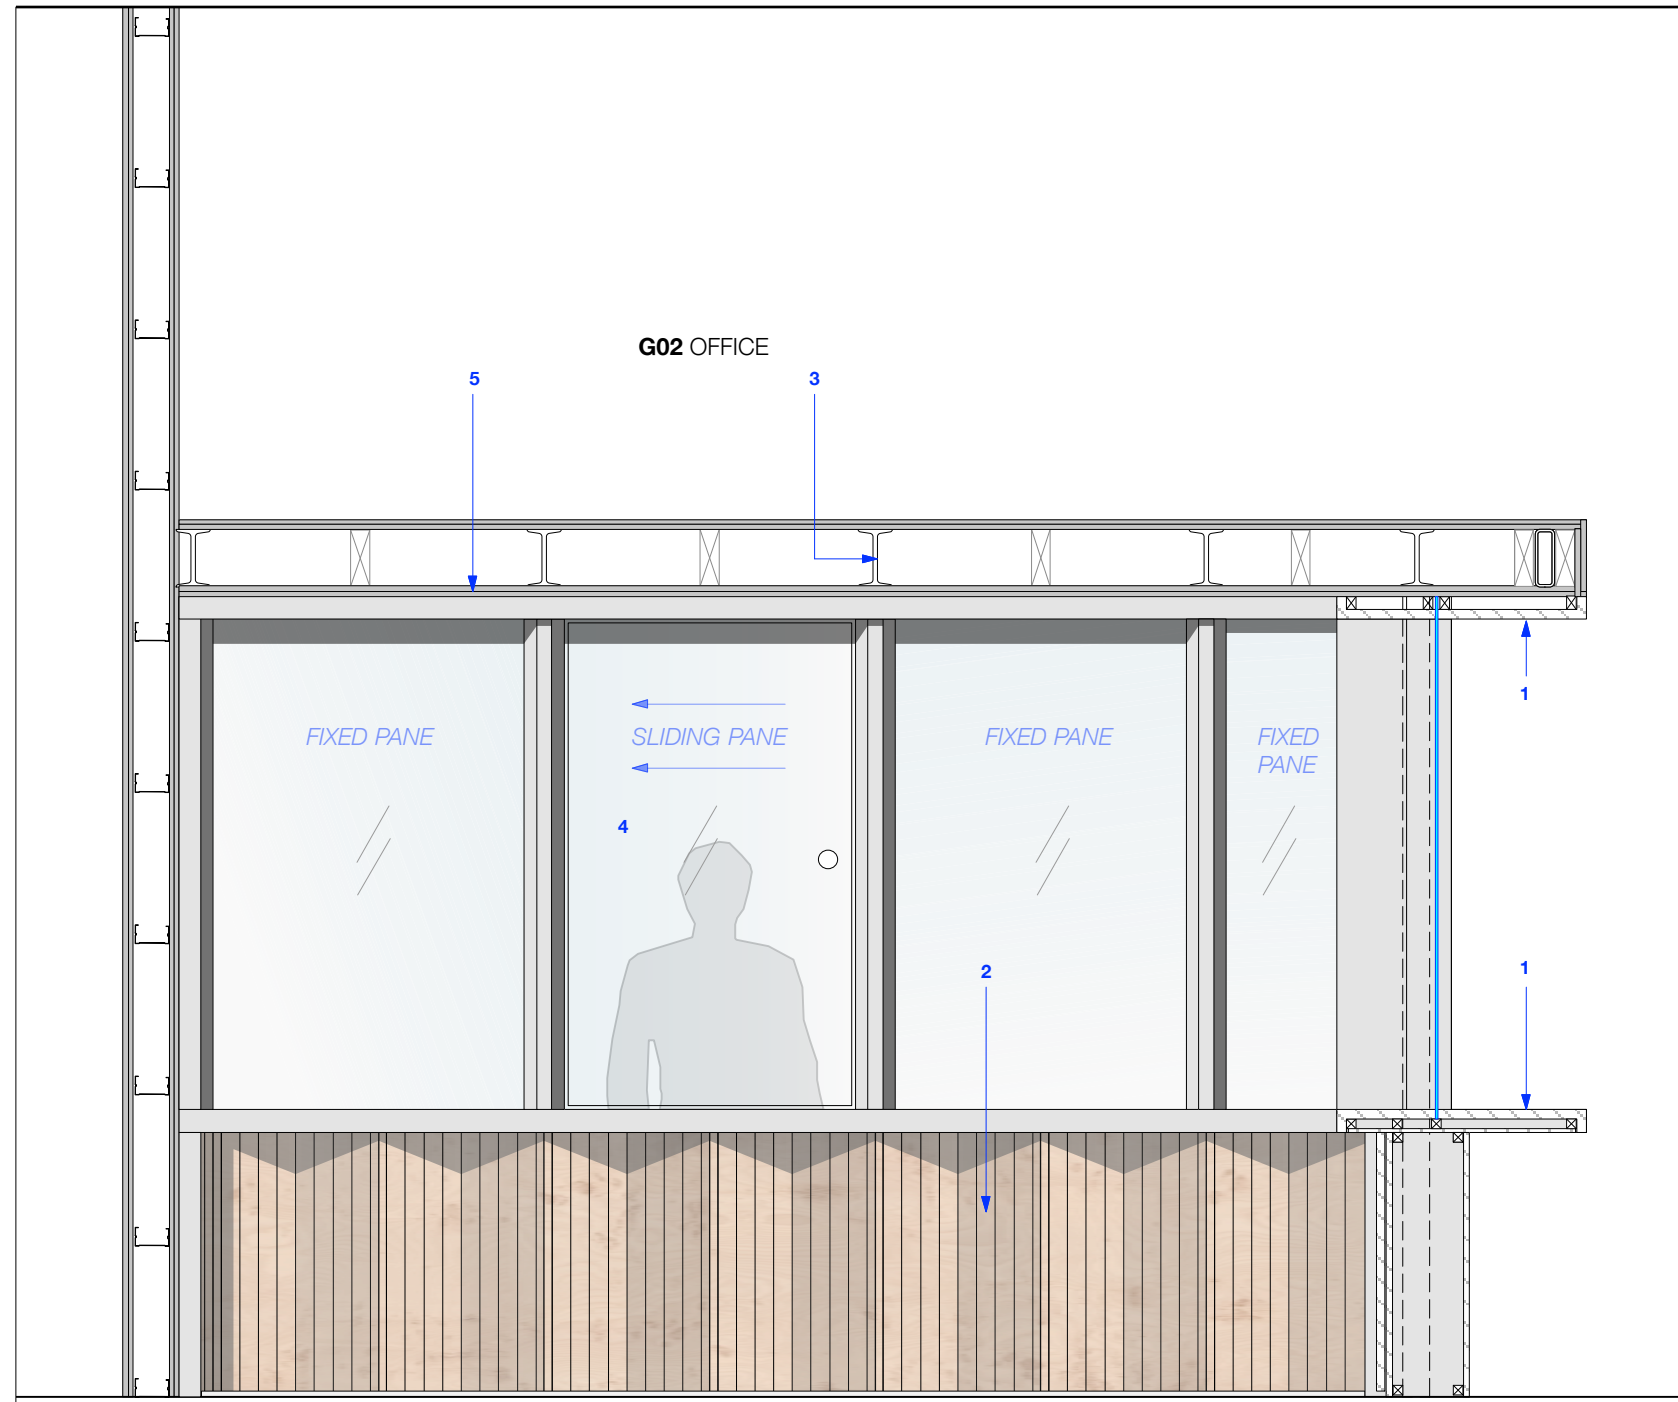 G02 OFFICE
5
3
1
FIXED PANE
SLIDING PANE
FIXED PANE
FIXED
PANE
4
2
1